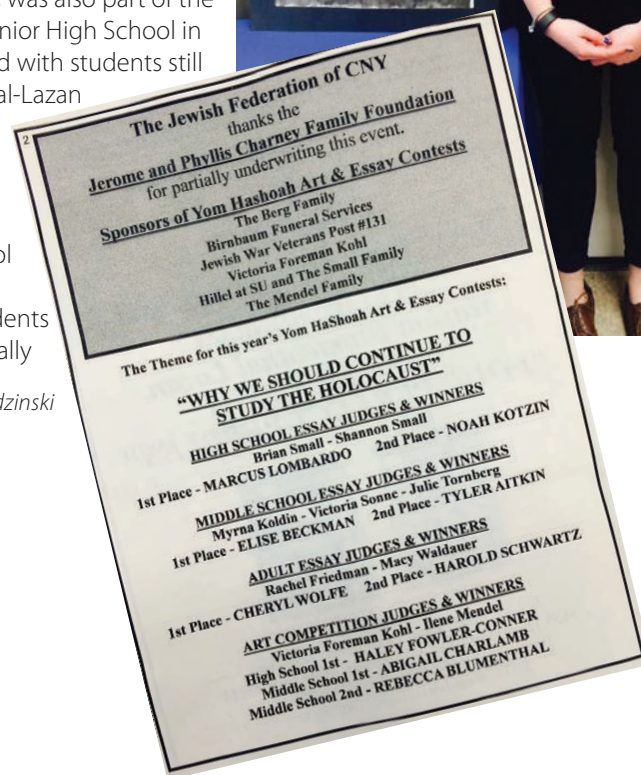 was also part of the
nior High School in
d with students still
al-Lazan
ol
dents
ally
dzinski
2
The Jewish Federation of CNY
thanks the
Jerome and Phyllis Charney Family Foundation
for partially underwriting this event.
Sponsors of Yom Hashoah Art & Essay Contests
The Berg Family
Birnbaum Funeral Services
Jewish War Veterans Post #131
Victoria Foreman Kohl
Hillel at SU and The Small Family
The Mendel Family
The Theme for this year's Yom HaShoah Art & Essay Contests:
"WHY WE SHOULD CONTINUE TO
STUDY THE HOLOCAUST"
HIGH SCHOOL ESSAY JUDGES & WINNERS
Brian Small - Shannon Small
1st Place - MARCUS LOMBARDO 2nd Place - NOAH KOTZIN
MIDDLE SCHOOL ESSAY JUDGES & WINNERS
Myrna Koldin - Victoria Sonne - Julie Tornberg
1st Place - ELISE BECKMAN 2nd Place - TYLER AITKIN
ADULT ESSAY JUDGES & WINNERS
Rachel Friedman - Macy Waldauer
1st Place - CHERYL WOLFE 2nd Place - HAROLD SCHWARTZ
ART COMPETITION JUDGES & WINNERS
Victoria Foreman Kohl - Ilene Mendel
High School 1st - HALEY FOWLER-CONNER
Middle School 1st - ABIGAIL CHARLAMB
Middle School 2nd - REBECCA BLUMENTHAL